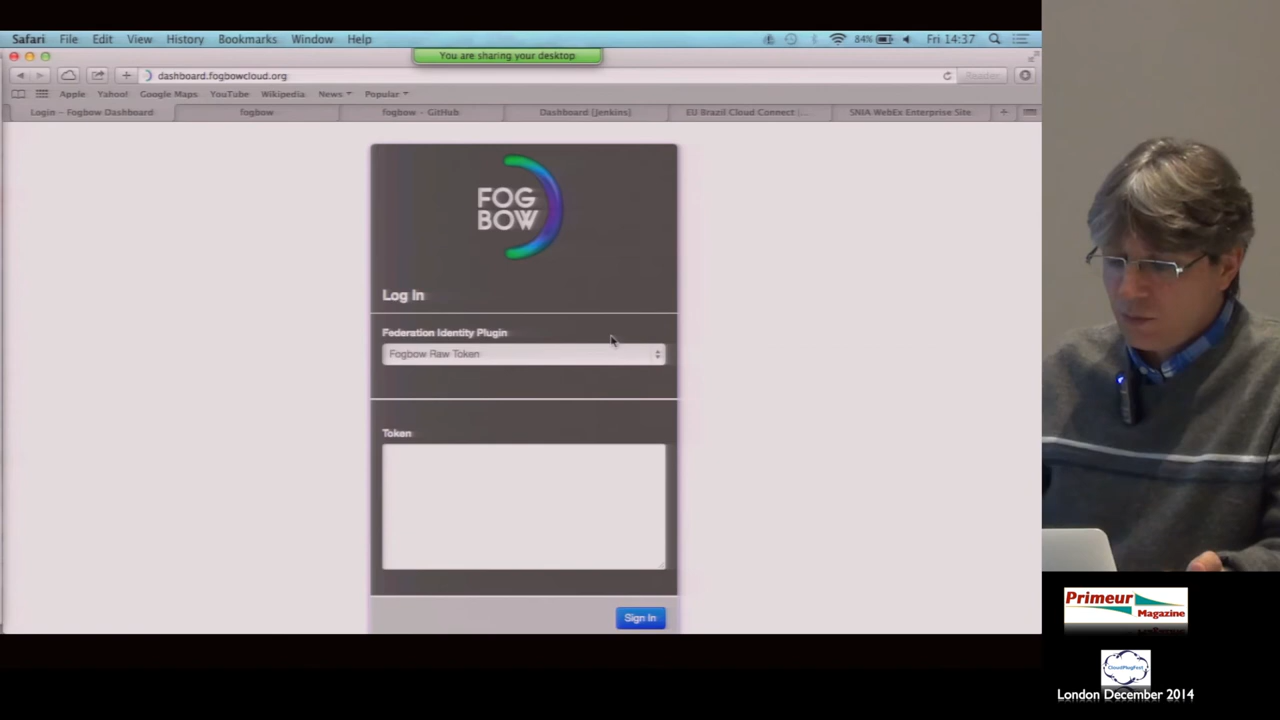 Safari File Edit View History Bookmarks Window Help 84% Fri 14:37
You are sharing your desktop
dashboard.fogbowcloud.org Reader
Apple Yahoo! Google Maps YouTube Wikipedia News Popular
Login – Fogbow Dashboard fogbow fogbow – GitHub Dashboard [Jenkins] EU Brazil Cloud Connect |... SNIA WebEx Enterprise Site
FOG
BOW
Log In
Federation Identity Plugin
Fogbow Raw Token
Token
Sign In
Primeur
Magazine
CloudPlugFest
London December 2014